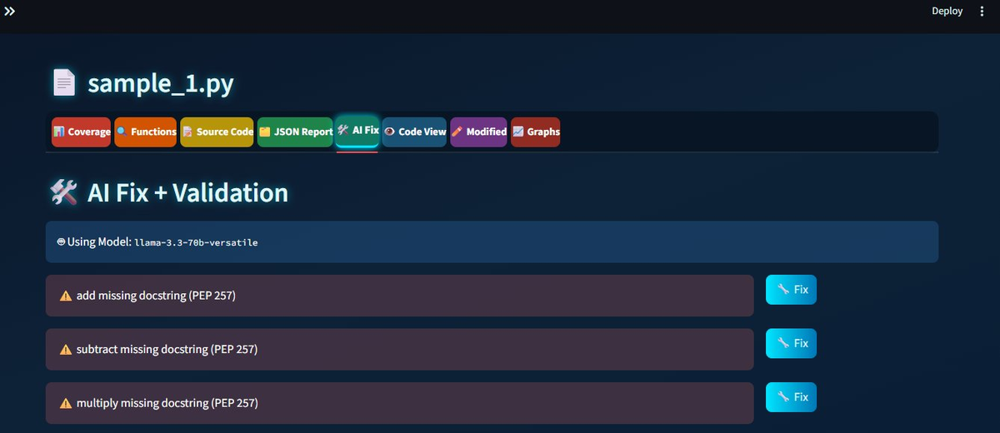 Deploy
sample_1.py
Coverage Functions Source Code JSON Report AI Fix Code View Modified Graphs
AI Fix + Validation
Using Model: llama-3.3-70b-versatile
add missing docstring (PEP 257) Fix
subtract missing docstring (PEP 257) Fix
multiply missing docstring (PEP 257) Fix